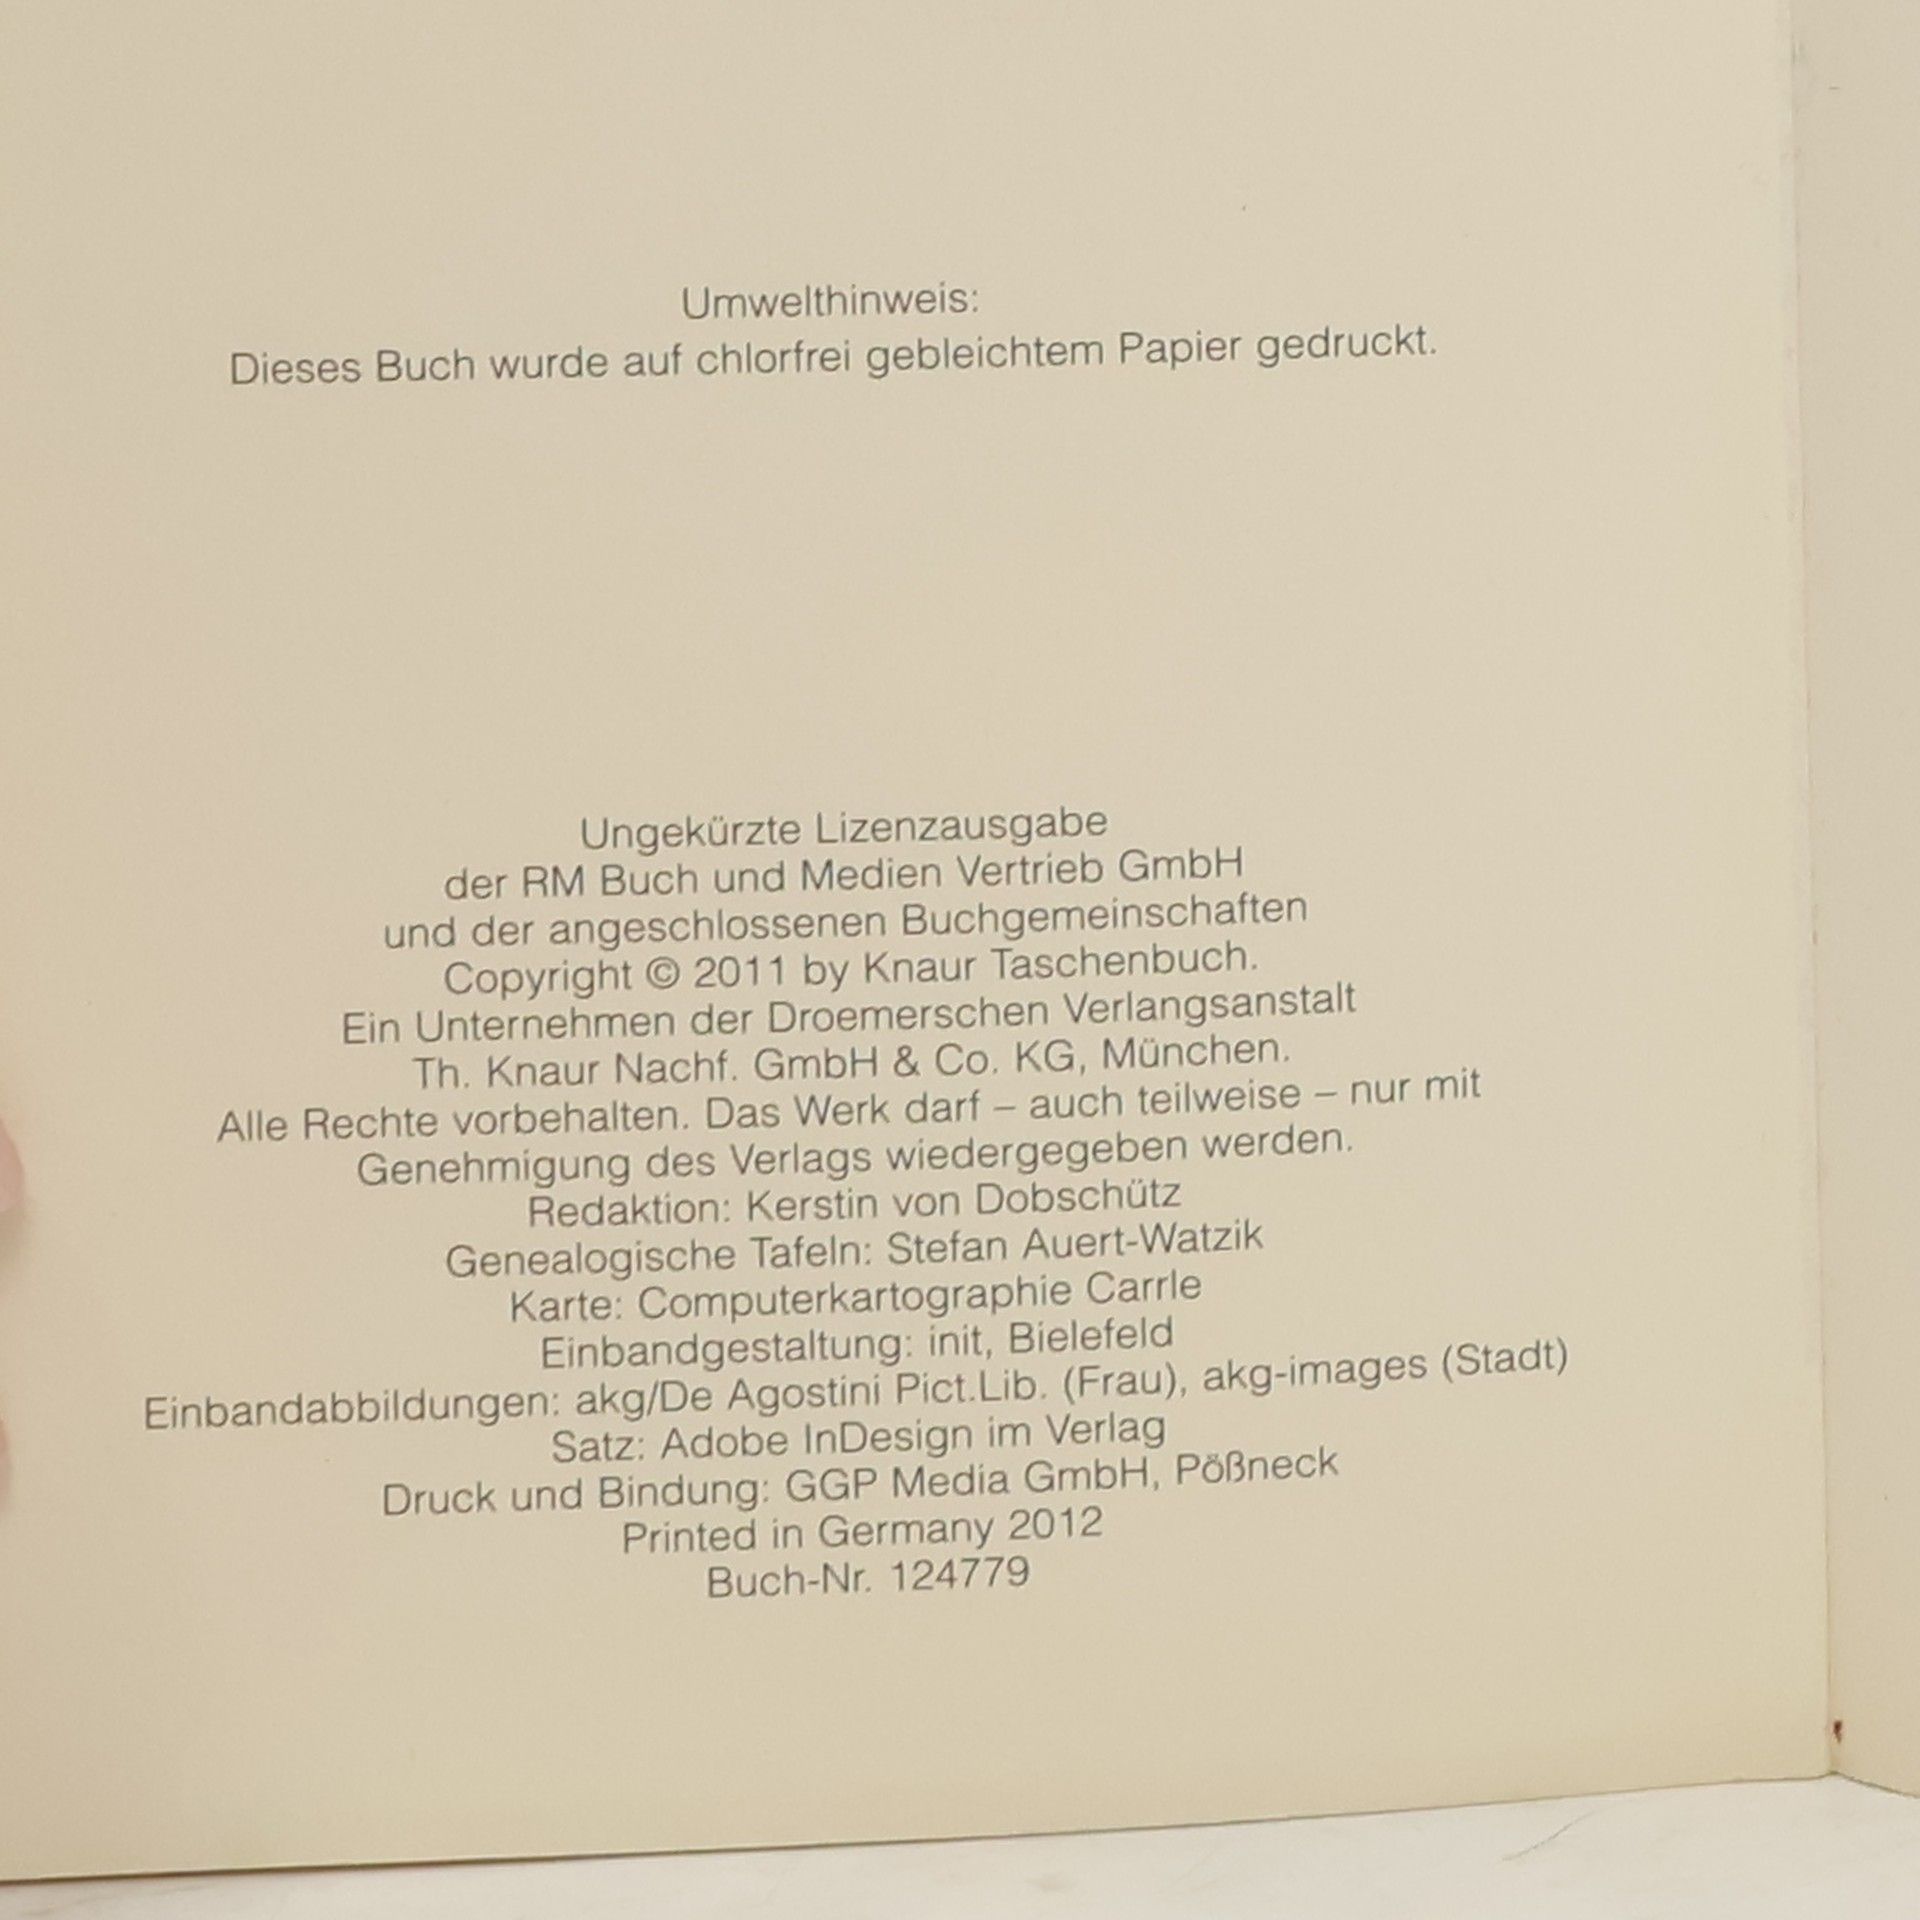 Umwelthinweis:
Dieses Buch wurde auf chlorfrei gebleichtem Papier gedruckt.
Ungekürzte Lizenzausgabe
der RM Buch und Medien Vertrieb GmbH
und der angeschlossenen Buchgemeinschaften
Copyright © 2011 by Knaur Taschenbuch.
Ein Unternehmen der Droemerschen Verlangsanstalt
Th. Knaur Nachf. GmbH & Co. KG, München.
Alle Rechte vorbehalten. Das Werk darf – auch teilweise – nur mit
Genehmigung des Verlags wiedergegeben werden.
Redaktion: Kerstin von Dobschütz
Genealogische Tafeln: Stefan Auert-Watzik
Karte: Computerkartographie Carrle
Einbandgestaltung: init, Bielefeld
Einbandabbildungen: akg/De Agostini Pict.Lib. (Frau), akg-images (Stadt)
Satz: Adobe InDesign im Verlag
Druck und Bindung: GGP Media GmbH, Pößneck
Printed in Germany 2012
Buch-Nr. 124779